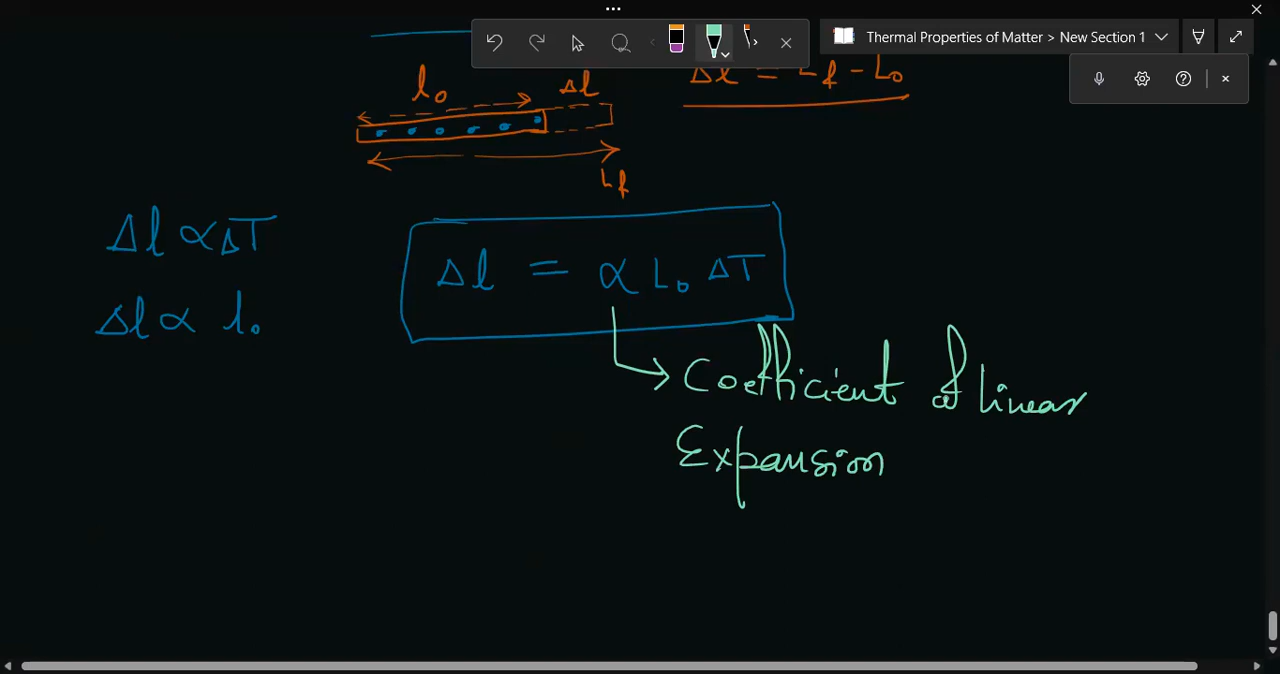 Thermal Properties of Matter > New Section 1
Δl = Lf - L₀
l₀ Δl
Lf
Δl ∝ ΔT
Δl = α L₀ ΔT
Δl ∝ l₀
Coefficient of linear
Expansion